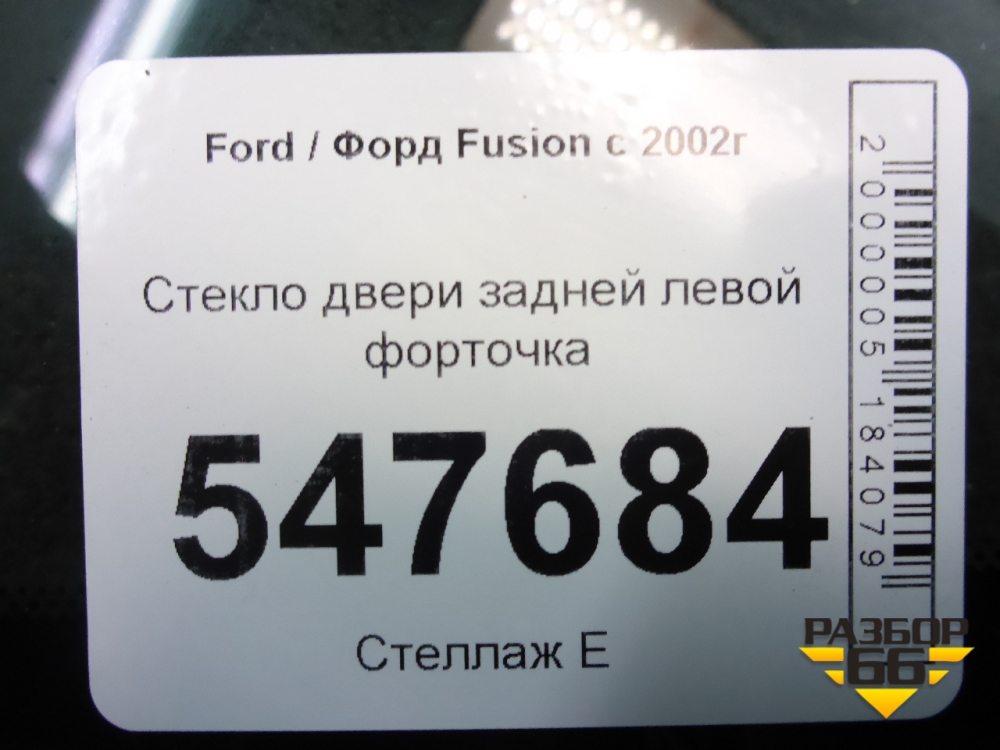 Ford / Форд Fusion с 2002г
Стекло двери задней левой
форточка
547684
Стеллаж Е
2000005184079
РАЗБОР
66